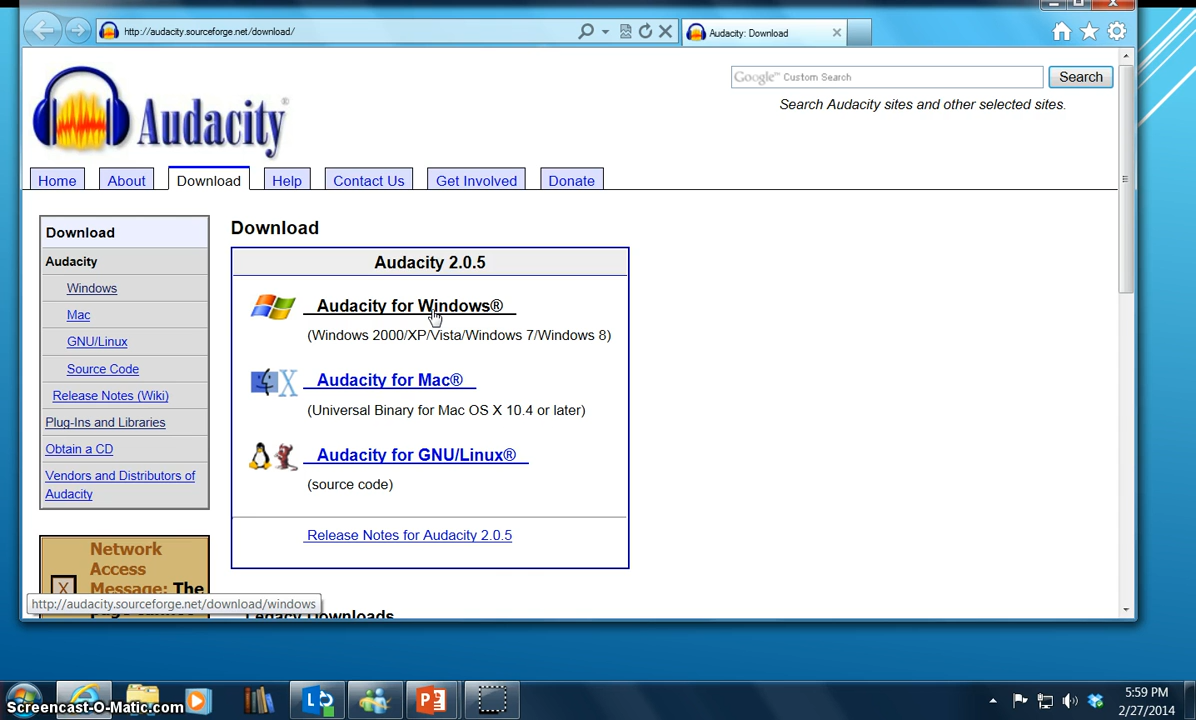 http://audacity.sourceforge.net/download/
Audacity: Download
Audacity®
Google™ Custom Search
Search
Search Audacity sites and other selected sites.
Home
About
Download
Help
Contact Us
Get Involved
Donate
Download
Audacity
Windows
Mac
GNU/Linux
Source Code
Release Notes (Wiki)
Plug-Ins and Libraries
Obtain a CD
Vendors and Distributors of
Audacity
Network
Access
Message: The
Download
Audacity 2.0.5
Audacity for Windows®
(Windows 2000/XP/Vista/Windows 7/Windows 8)
Audacity for Mac®
(Universal Binary for Mac OS X 10.4 or later)
Audacity for GNU/Linux®
(source code)
Release Notes for Audacity 2.0.5
Legacy Downloads
http://audacity.sourceforge.net/download/windows
Screencast-O-Matic.com
5:59 PM
2/27/2014